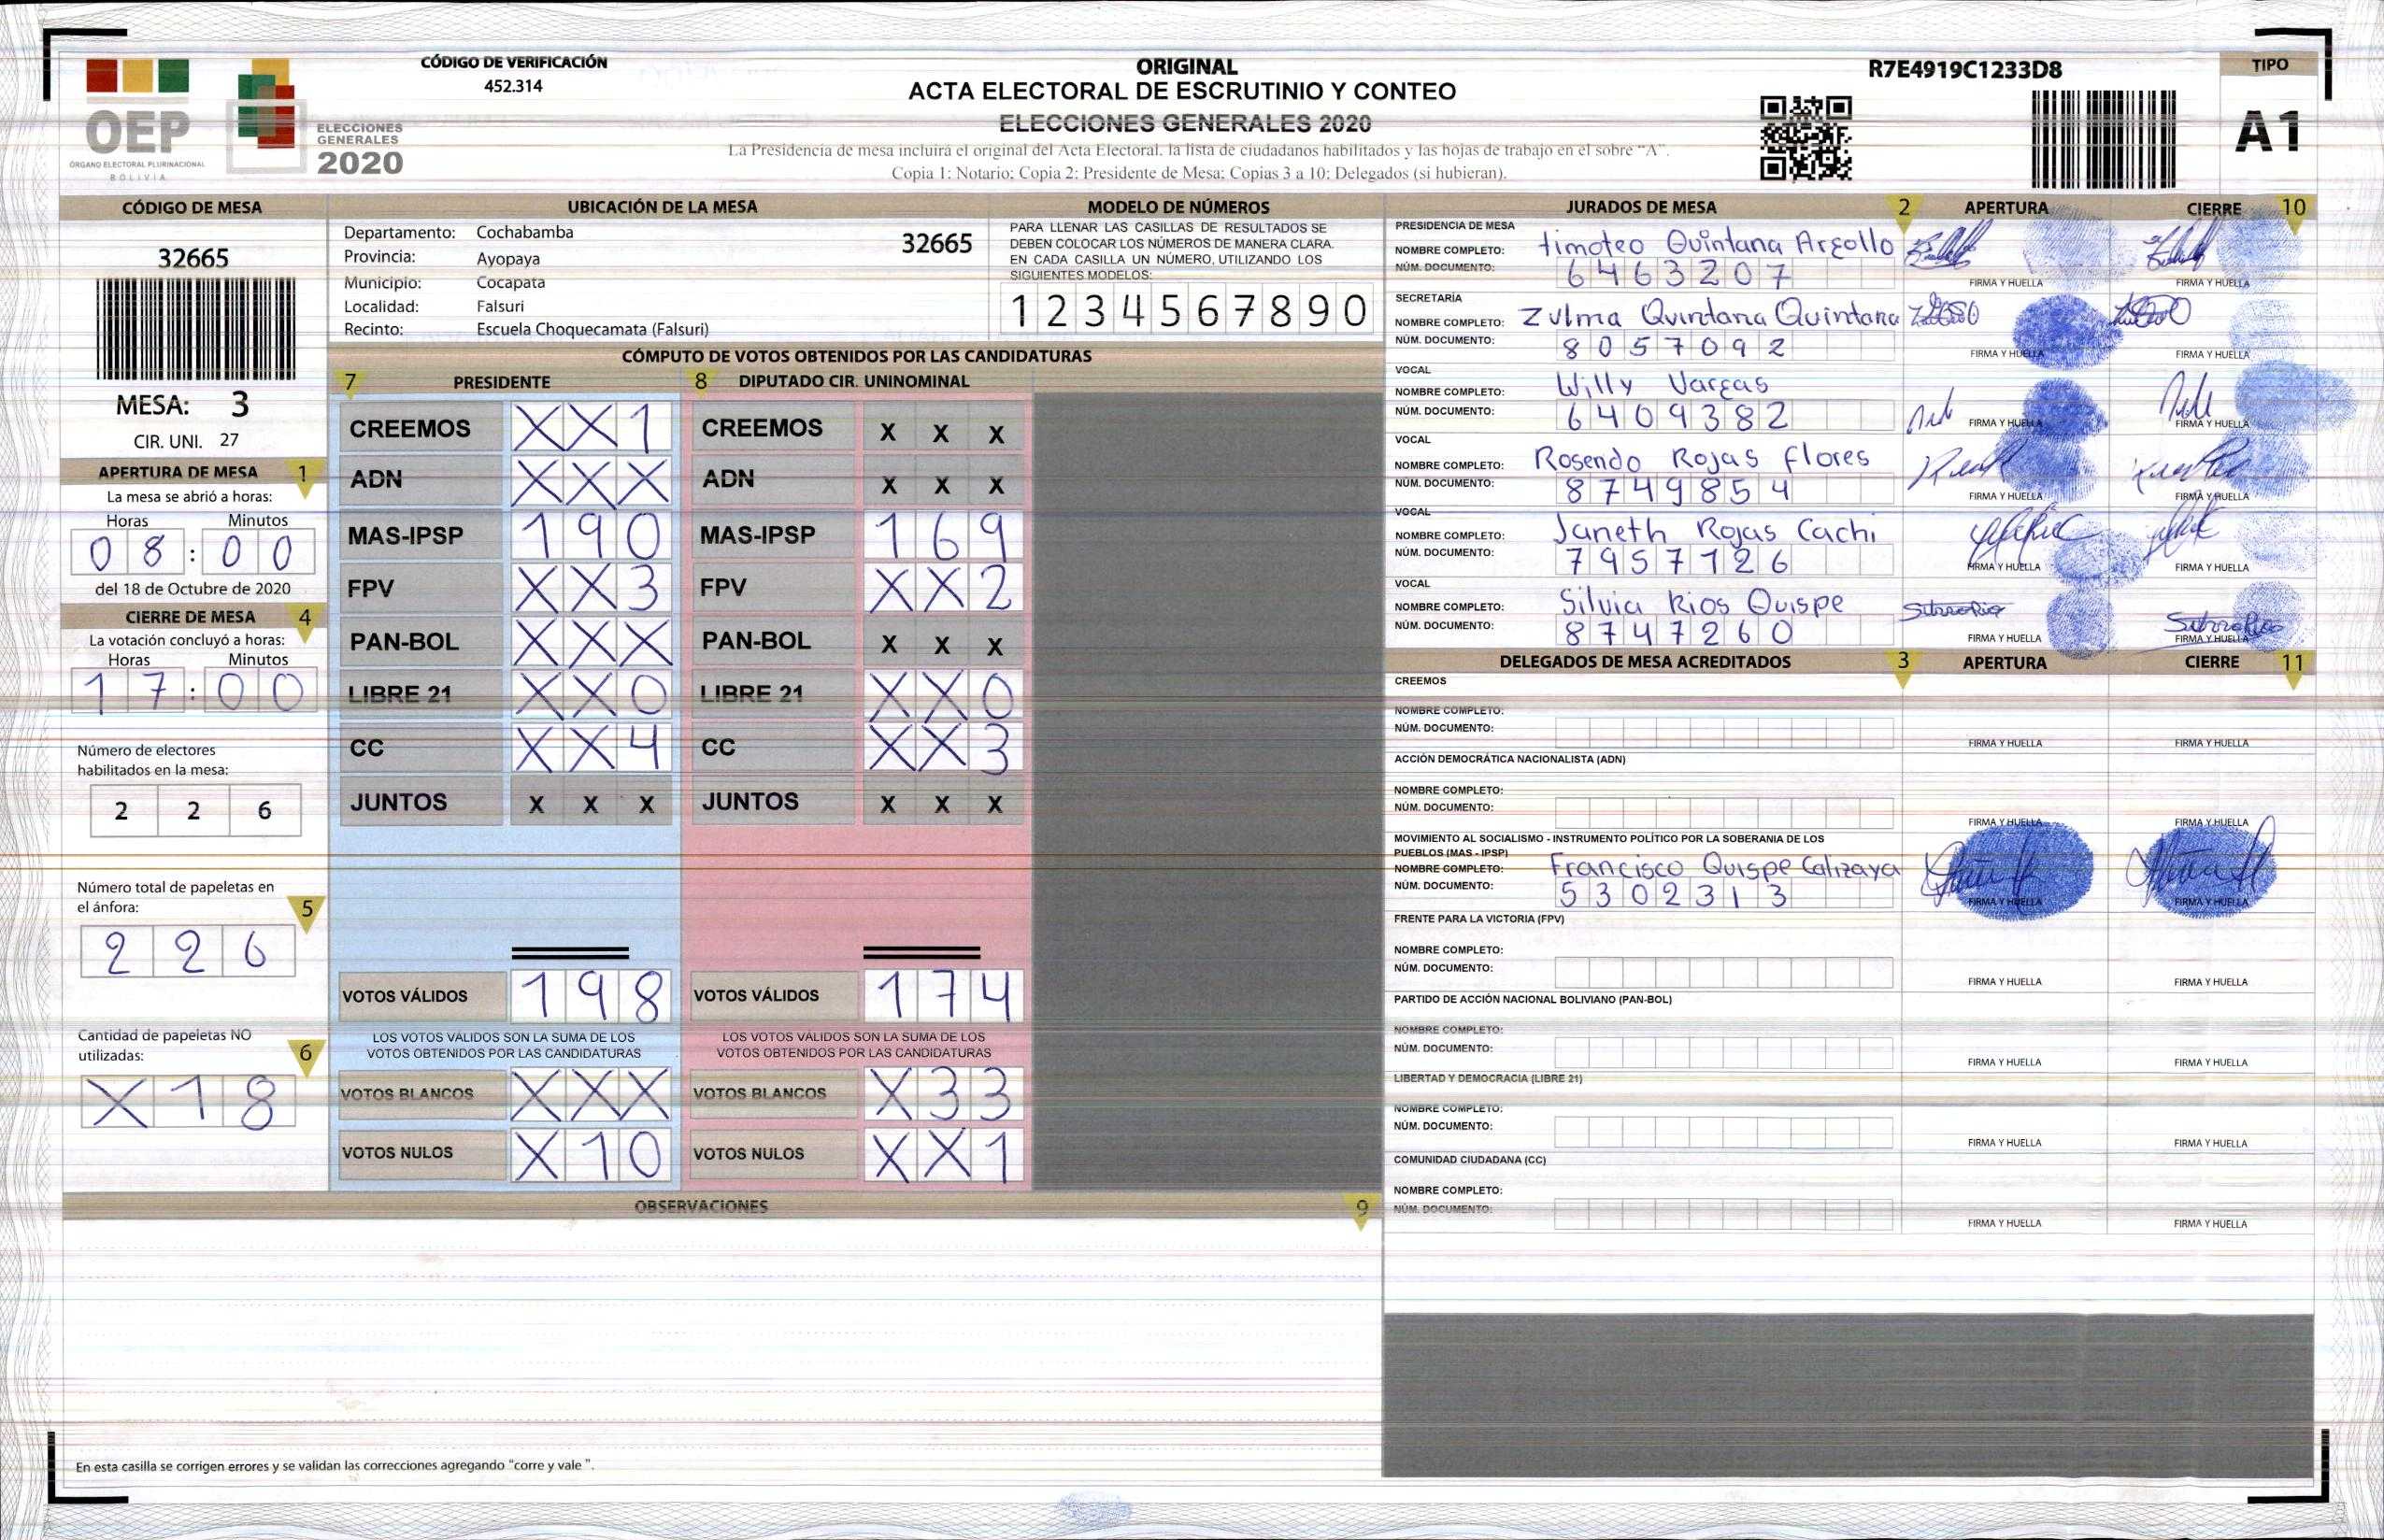 OEP
ÓRGANO ELECTORAL PLURINACIONAL
BOLIVIA
ELECCIONES
GENERALES
2020
CÓDIGO DE VERIFICACIÓN
452.314
ORIGINAL
ACTA ELECTORAL DE ESCRUTINIO Y CONTEO
ELECCIONES GENERALES 2020
La Presidencia de mesa incluirá el original del Acta Electoral, la lista de ciudadanos habilitados y las hojas de trabajo en el sobre "A".
Copia 1: Notario; Copia 2: Presidente de Mesa; Copias 3 a 10: Delegados (si hubieran).
R7E4919C1233D8
TIPO
A1
CÓDIGO DE MESA
32665
MESA: 3
CIR. UNI. 27
APERTURA DE MESA 1
La mesa se abrió a horas:
Horas Minutos
08:00
del 18 de Octubre de 2020
CIERRE DE MESA 4
La votación concluyó a horas:
Horas Minutos
17:00
Número de electores
habilitados en la mesa:
2 2 6
Número total de papeletas en
el ánfora: 5
2 2 6
Cantidad de papeletas NO
utilizadas: 6
X 1 8
UBICACIÓN DE LA MESA
Departamento: Cochabamba 32665
Provincia: Ayopaya
Municipio: Cocapata
Localidad: Falsuri
Recinto: Escuela Choquecamata (Falsuri)
MODELO DE NÚMEROS
PARA LLENAR LAS CASILLAS DE RESULTADOS SE
DEBEN COLOCAR LOS NÚMEROS DE MANERA CLARA.
EN CADA CASILLA UN NÚMERO, UTILIZANDO LOS
SIGUIENTES MODELOS:
1 2 3 4 5 6 7 8 9 0
CÓMPUTO DE VOTOS OBTENIDOS POR LAS CANDIDATURAS
7 PRESIDENTE 8 DIPUTADO CIR. UNINOMINAL
CREEMOS X X 1 CREEMOS X X X
ADN X X X ADN X X X
MAS-IPSP 1 9 0 MAS-IPSP 1 6 9
FPV X X 3 FPV X X 2
PAN-BOL X X X PAN-BOL X X X
LIBRE 21 X X 0 LIBRE 21 X X 0
CC X X 4 CC X X 3
JUNTOS X X X JUNTOS X X X
VOTOS VÁLIDOS 1 9 8 VOTOS VÁLIDOS 1 7 4
LOS VOTOS VÁLIDOS SON LA SUMA DE LOS LOS VOTOS VÁLIDOS SON LA SUMA DE LOS
VOTOS OBTENIDOS POR LAS CANDIDATURAS VOTOS OBTENIDOS POR LAS CANDIDATURAS
VOTOS BLANCOS X X X VOTOS BLANCOS X 3 3
VOTOS NULOS X 1 0 VOTOS NULOS X X 1
OBSERVACIONES 9
En esta casilla se corrigen errores y se validan las correcciones agregando "corre y vale ".
JURADOS DE MESA 2 APERTURA CIERRE 10
PRESIDENCIA DE MESA
NOMBRE COMPLETO: timoteo Quintana Argollo
NÚM. DOCUMENTO: 6463207
FIRMA Y HUELLA FIRMA Y HUELLA
SECRETARÍA
NOMBRE COMPLETO: Zulma Quintana Quintana
NÚM. DOCUMENTO: 8057092
FIRMA Y HUELLA FIRMA Y HUELLA
VOCAL
NOMBRE COMPLETO: Willy Vargas
NÚM. DOCUMENTO: 6409382
FIRMA Y HUELLA FIRMA Y HUELLA
VOCAL
NOMBRE COMPLETO: Rosendo Rojas flores
NÚM. DOCUMENTO: 8749854
FIRMA Y HUELLA FIRMA Y HUELLA
VOCAL
NOMBRE COMPLETO: Janeth Rojas Cachi
NÚM. DOCUMENTO: 7957126
FIRMA Y HUELLA FIRMA Y HUELLA
VOCAL
NOMBRE COMPLETO: Silvia Rios Quispe
NÚM. DOCUMENTO: 8747260
FIRMA Y HUELLA FIRMA Y HUELLA
DELEGADOS DE MESA ACREDITADOS 3 APERTURA CIERRE 11
CREEMOS
NOMBRE COMPLETO:
NÚM. DOCUMENTO:
FIRMA Y HUELLA FIRMA Y HUELLA
ACCIÓN DEMOCRÁTICA NACIONALISTA (ADN)
NOMBRE COMPLETO:
NÚM. DOCUMENTO:
FIRMA Y HUELLA FIRMA Y HUELLA
MOVIMIENTO AL SOCIALISMO - INSTRUMENTO POLÍTICO POR LA SOBERANIA DE LOS
PUEBLOS (MAS - IPSP)
NOMBRE COMPLETO: Francisco Quispe Calizaya
NÚM. DOCUMENTO: 5302313
FIRMA Y HUELLA FIRMA Y HUELLA
FRENTE PARA LA VICTORIA (FPV)
NOMBRE COMPLETO:
NÚM. DOCUMENTO:
FIRMA Y HUELLA FIRMA Y HUELLA
PARTIDO DE ACCIÓN NACIONAL BOLIVIANO (PAN-BOL)
NOMBRE COMPLETO:
NÚM. DOCUMENTO:
FIRMA Y HUELLA FIRMA Y HUELLA
LIBERTAD Y DEMOCRACIA (LIBRE 21)
NOMBRE COMPLETO:
NÚM. DOCUMENTO:
FIRMA Y HUELLA FIRMA Y HUELLA
COMUNIDAD CIUDADANA (CC)
NOMBRE COMPLETO:
NÚM. DOCUMENTO:
FIRMA Y HUELLA FIRMA Y HUELLA